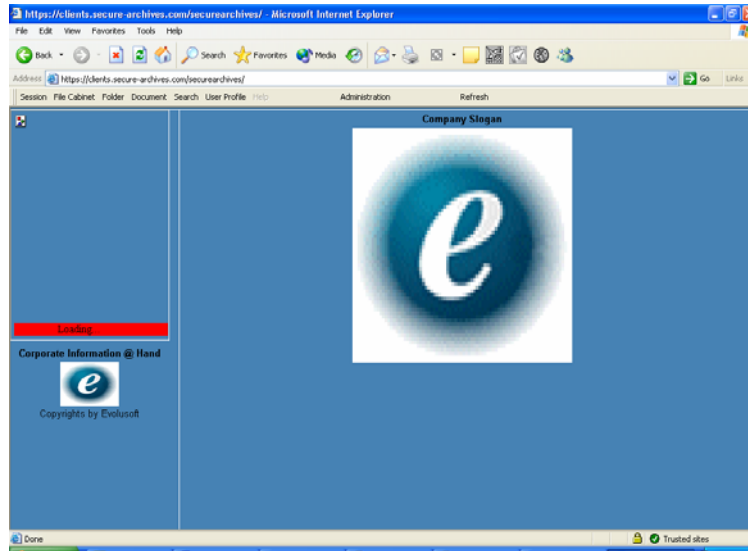 https://clients.secure-archives.com/securearchives/ - Microsoft Internet Explorer
File Edit View Favorites Tools Help
Back Search Favorites Media
Address https://clients.secure-archives.com/securearchives/ Go Links
Session File Cabinet Folder Document Search User Profile Help Administration Refresh
Company Slogan
e
Loading...
Corporate Information @ Hand
e
Copyrights by Evolusoft
Done Trusted sites